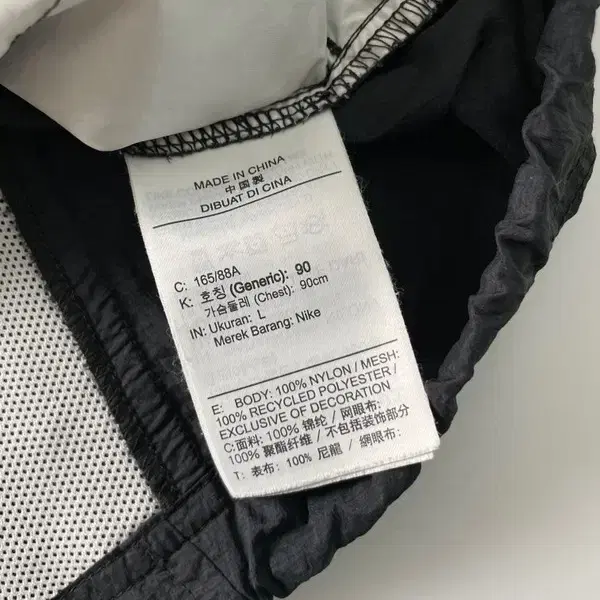 MADE IN CHINA
中国製
DIBUAT DI CINA
C: 165/88A
K: 호칭 (Generic): 90
가슴둘레 (Chest): 90cm
IN: Ukuran: L
Merek Barang: Nike
E: BODY: 100% NYLON / MESH:
100% RECYCLED POLYESTER /
EXCLUSIVE OF DECORATION
C:面料: 100% 锦纶 / 网眼布:
100% 聚酯纤维 / 不包括装饰部分
T: 表布: 100% 尼龍 / 網眼布: